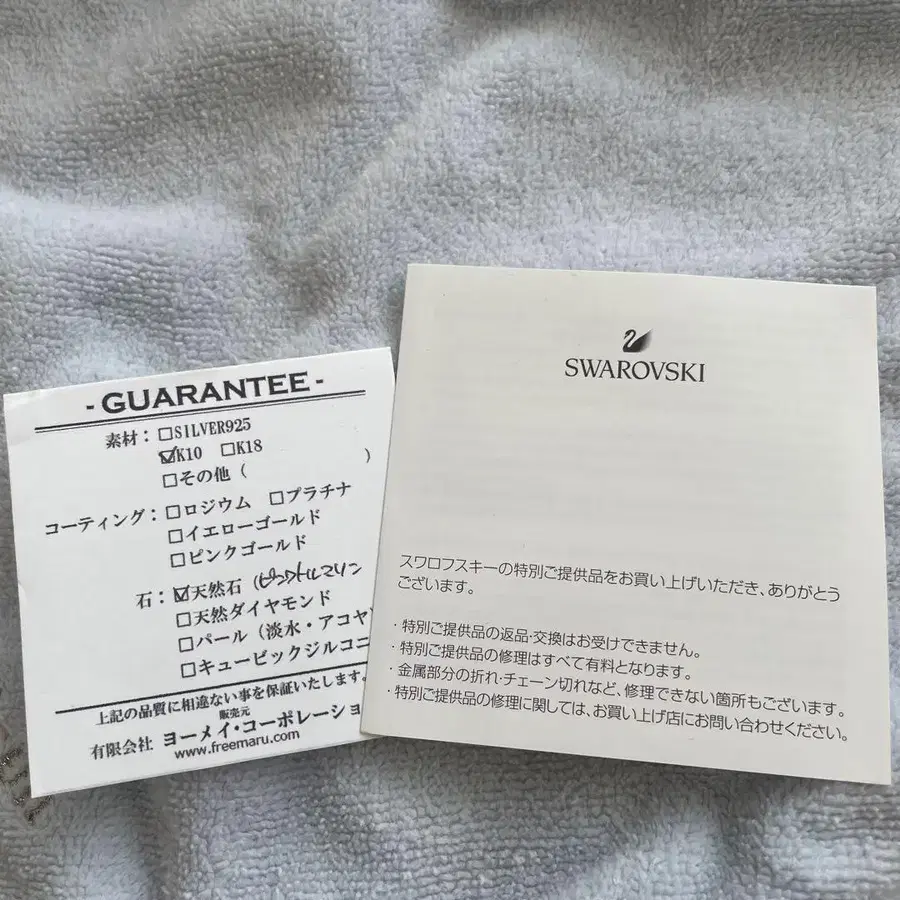 - GUARANTEE -
素材:□SILVER925
☑K10 □K18
□その他( )
コーティング:□ロジウム □プラチナ
□イエローゴールド
□ピンクゴールド
石:☑天然石(ピンクトルマリン
□天然ダイヤモンド
□パール(淡水・アコヤ)
□キュービックジルコニ
上記の品質に相違ない事を保証いたします。
販売元
有限会社 ヨーメイ・コーポレーショ
www.freemaru.com
SWAROVSKI
スワロフスキーの特別ご提供品をお買い上げいただき、ありがとう
ございます。
・特別ご提供品の返品・交換はお受けできません。
・特別ご提供品の修理はすべて有料となります。
・金属部分の折れ・チェーン切れなど、修理できない箇所もございます。
・特別ご提供品の修理に関しては、お買い上げ店にお問い合わせください。